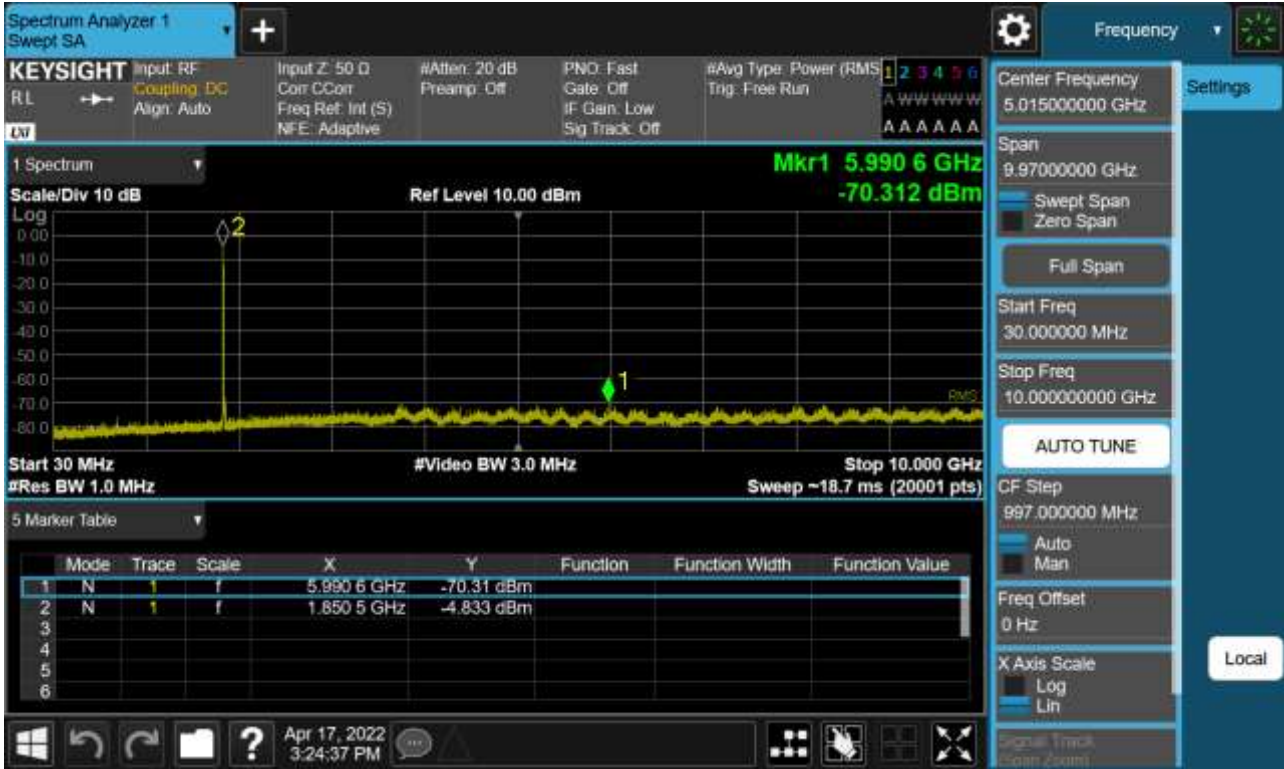 Spectrum Analyzer 1
Swept SA
+
Frequency
KEYSIGHT
RL
LXI
Input: RF
Coupling: DC
Align: Auto
Input Z: 50 Ω
Corr CCorr
Freq Ref: Int (S)
NFE: Adaptive
#Atten: 20 dB
Preamp: Off
PNO: Fast
Gate: Off
IF Gain: Low
Sig Track: Off
#Avg Type: Power (RMS
Trig: Free Run
1 2 3 4 5 6
A W W W W W
A A A A A A
1 Spectrum
Scale/Div 10 dB
Ref Level 10.00 dBm
Mkr1 5.990 6 GHz
-70.312 dBm
Log
0.00
-10.0
-20.0
-30.0
-40.0
-50.0
-60.0
-70.0
-80.0
2
1
RMS
Start 30 MHz
#Video BW 3.0 MHz
Stop 10.000 GHz
#Res BW 1.0 MHz
Sweep ~18.7 ms (20001 pts)
5 Marker Table
Mode Trace Scale X Y Function Function Width Function Value
1 N 1 f 5.990 6 GHz -70.31 dBm
2 N 1 f 1.850 5 GHz -4.833 dBm
3
4
5
6
?
Apr 17, 2022
3:24:37 PM
Center Frequency
5.015000000 GHz
Settings
Span
9.97000000 GHz
Swept Span
Zero Span
Full Span
Start Freq
30.000000 MHz
Stop Freq
10.000000000 GHz
AUTO TUNE
CF Step
997.000000 MHz
Auto
Man
Freq Offset
0 Hz
X Axis Scale
Log
Lin
Local
Signal Track
(Span Zoom)